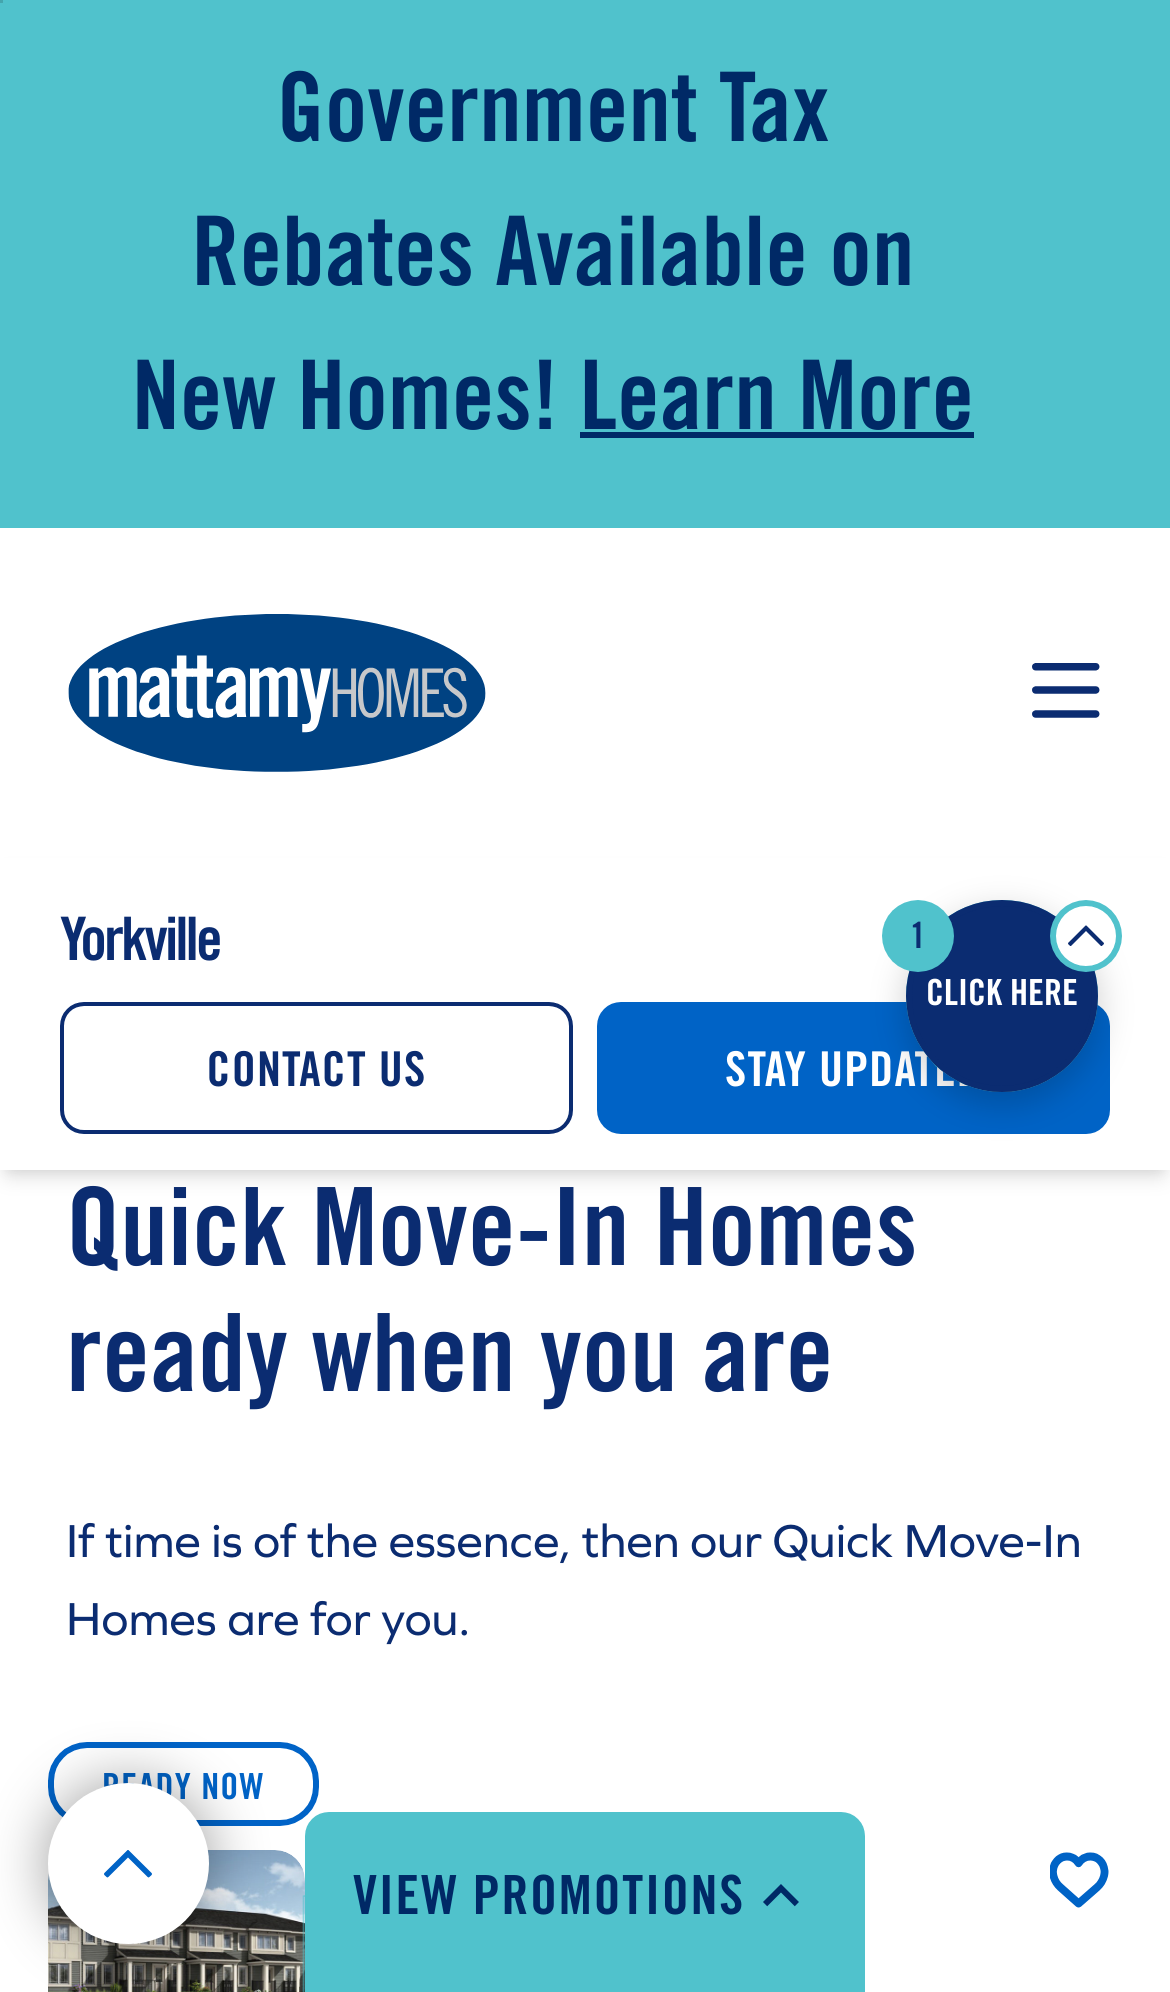 Government Tax
Rebates Available on
New Homes! Learn More
mattamyHOMES
Yorkville
1
CLICK HERE
CONTACT US
STAY UPDATE
Quick Move-In Homes
ready when you are
If time is of the essence, then our Quick Move-In
Homes are for you.
READY NOW
VIEW PROMOTIONS